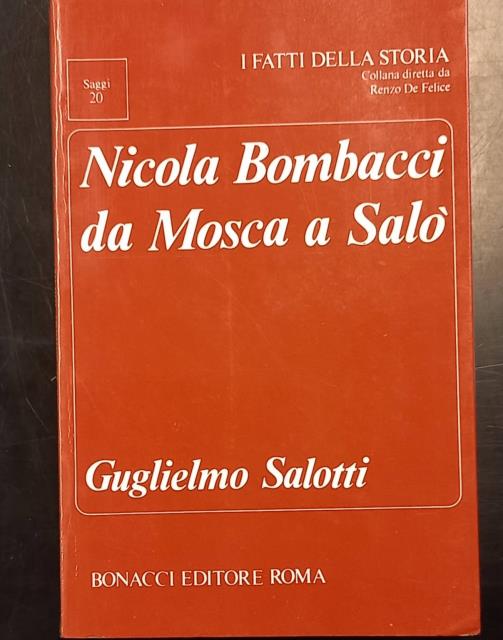 I FATTI DELLA STORIA
Collana diretta da
Renzo De Felice
Saggi
20
Nicola Bombacci
da Mosca a Salò
Guglielmo Salotti
BONACCI EDITORE ROMA